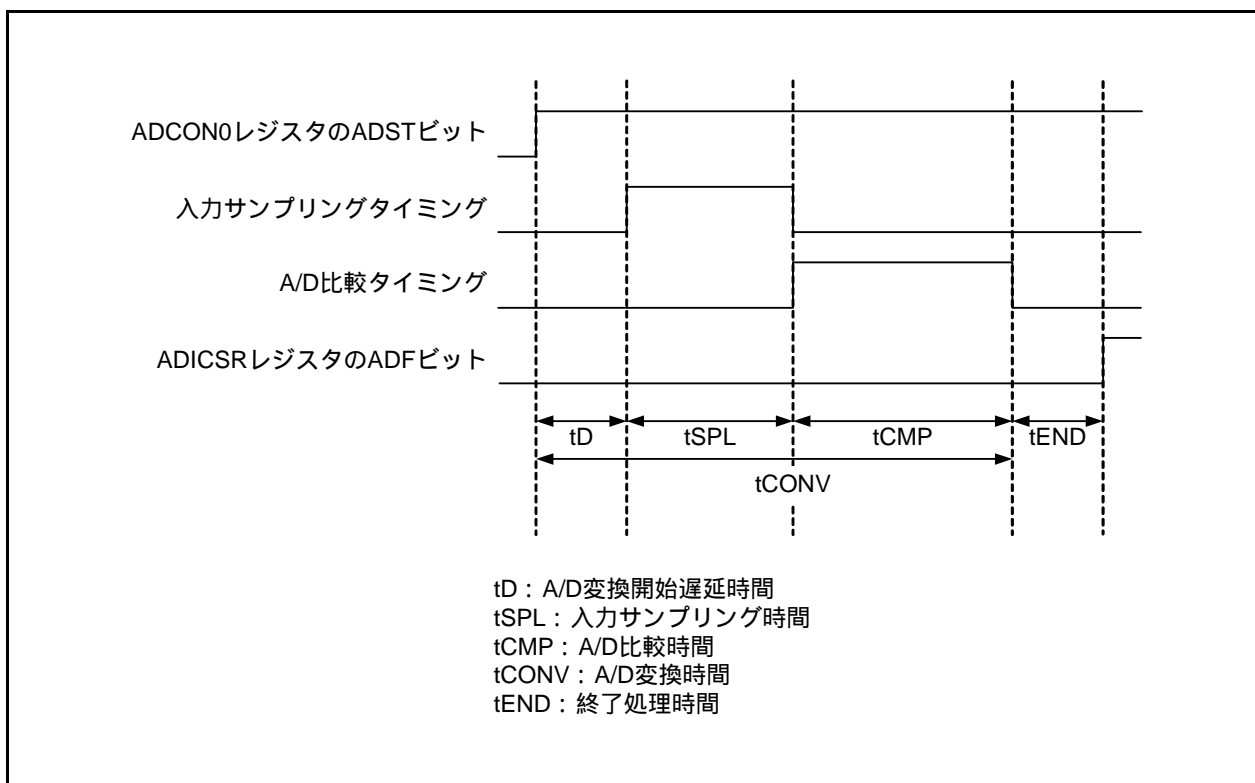 ADCON0レジスタのADSTビット
入力サンプリングタイミング
A/D比較タイミング
ADICSRレジスタのADFビット
tD
tSPL
tCMP
tEND
tCONV
tD：A/D変換開始遅延時間
tSPL：入力サンプリング時間
tCMP：A/D比較時間
tCONV：A/D変換時間
tEND：終了処理時間